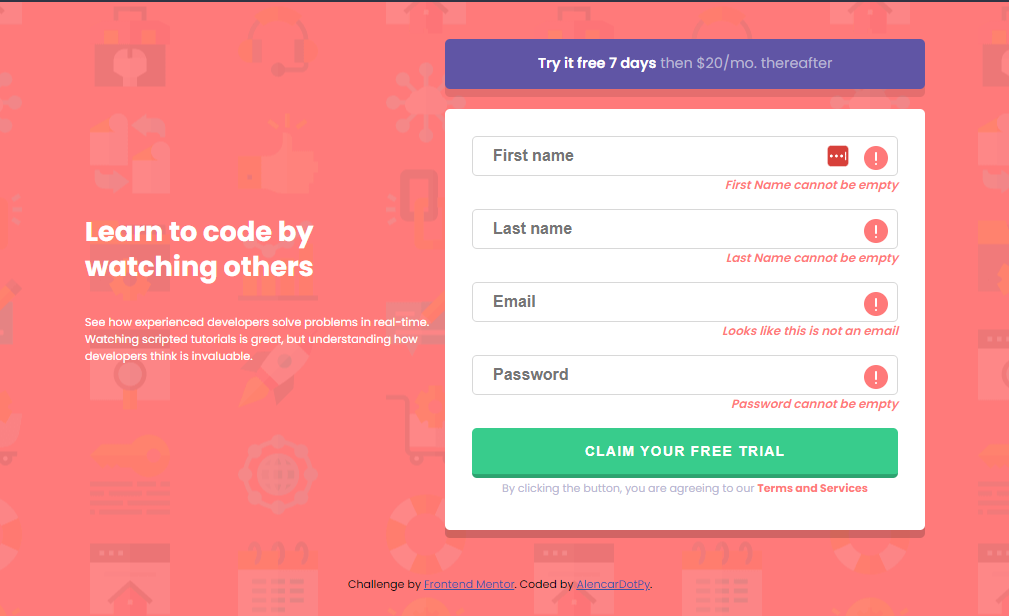 Try it free 7 days then $20/mo. thereafter
Learn to code by
watching others
See how experienced developers solve problems in real-time.
Watching scripted tutorials is great, but understanding how
developers think is invaluable.
First name
First Name cannot be empty
Last name
Last Name cannot be empty
Email
Looks like this is not an email
Password
Password cannot be empty
CLAIM YOUR FREE TRIAL
By clicking the button, you are agreeing to our Terms and Services
Challenge by Frontend Mentor. Coded by AlencarDotPy.